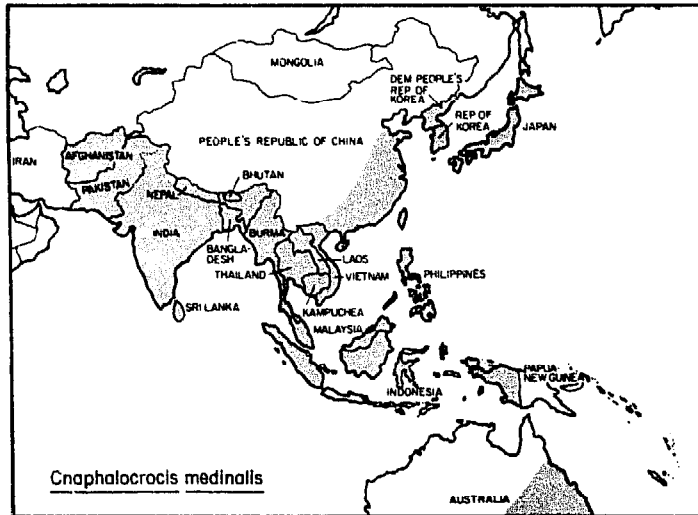 MONGOLIA
DEM PEOPLE'S
REP OF
KOREA
REP OF
KOREA
JAPAN
PEOPLE'S REPUBLIC OF CHINA
IRAN
AFGHANISTAN
PAKISTAN
NEPAL
BHUTAN
INDIA
BANGLA-
DESH
BURMA
LAOS
THAILAND
VIETNAM
PHILIPPINES
SRI LANKA
KAMPUCHEA
MALAYSIA
INDONESIA
PAPUA
NEW GUINEA
Cnaphalocrocis medinalis
AUSTRALIA